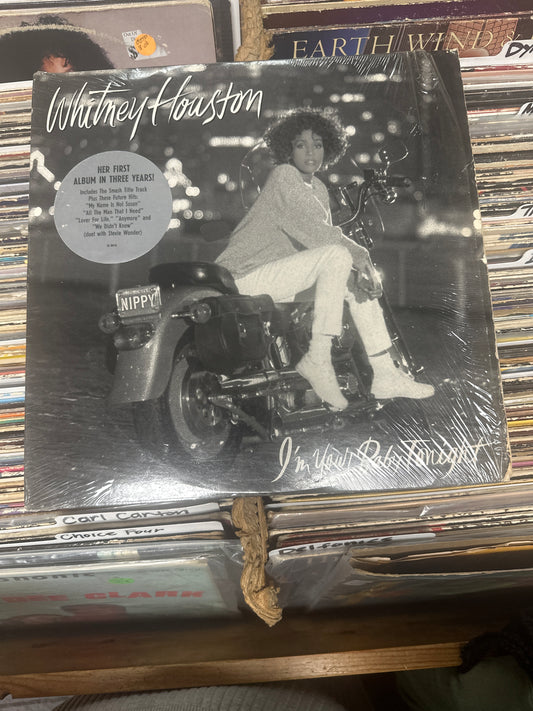 EARTH WIND &
Whitney Houston
HER FIRST
ALBUM IN THREE YEARS!
Includes The Smash Title Track
Plus These Future Hits:
"My Name Is Not Susan"
"All The Man That I Need"
"Lover For Life," "Anymore" and
"We Didn't Know"
(duet with Stevie Wonder)
NIPPY
I'm Your Baby Tonight
Carl Carlton
Choice Four
Delfonics
CLARK